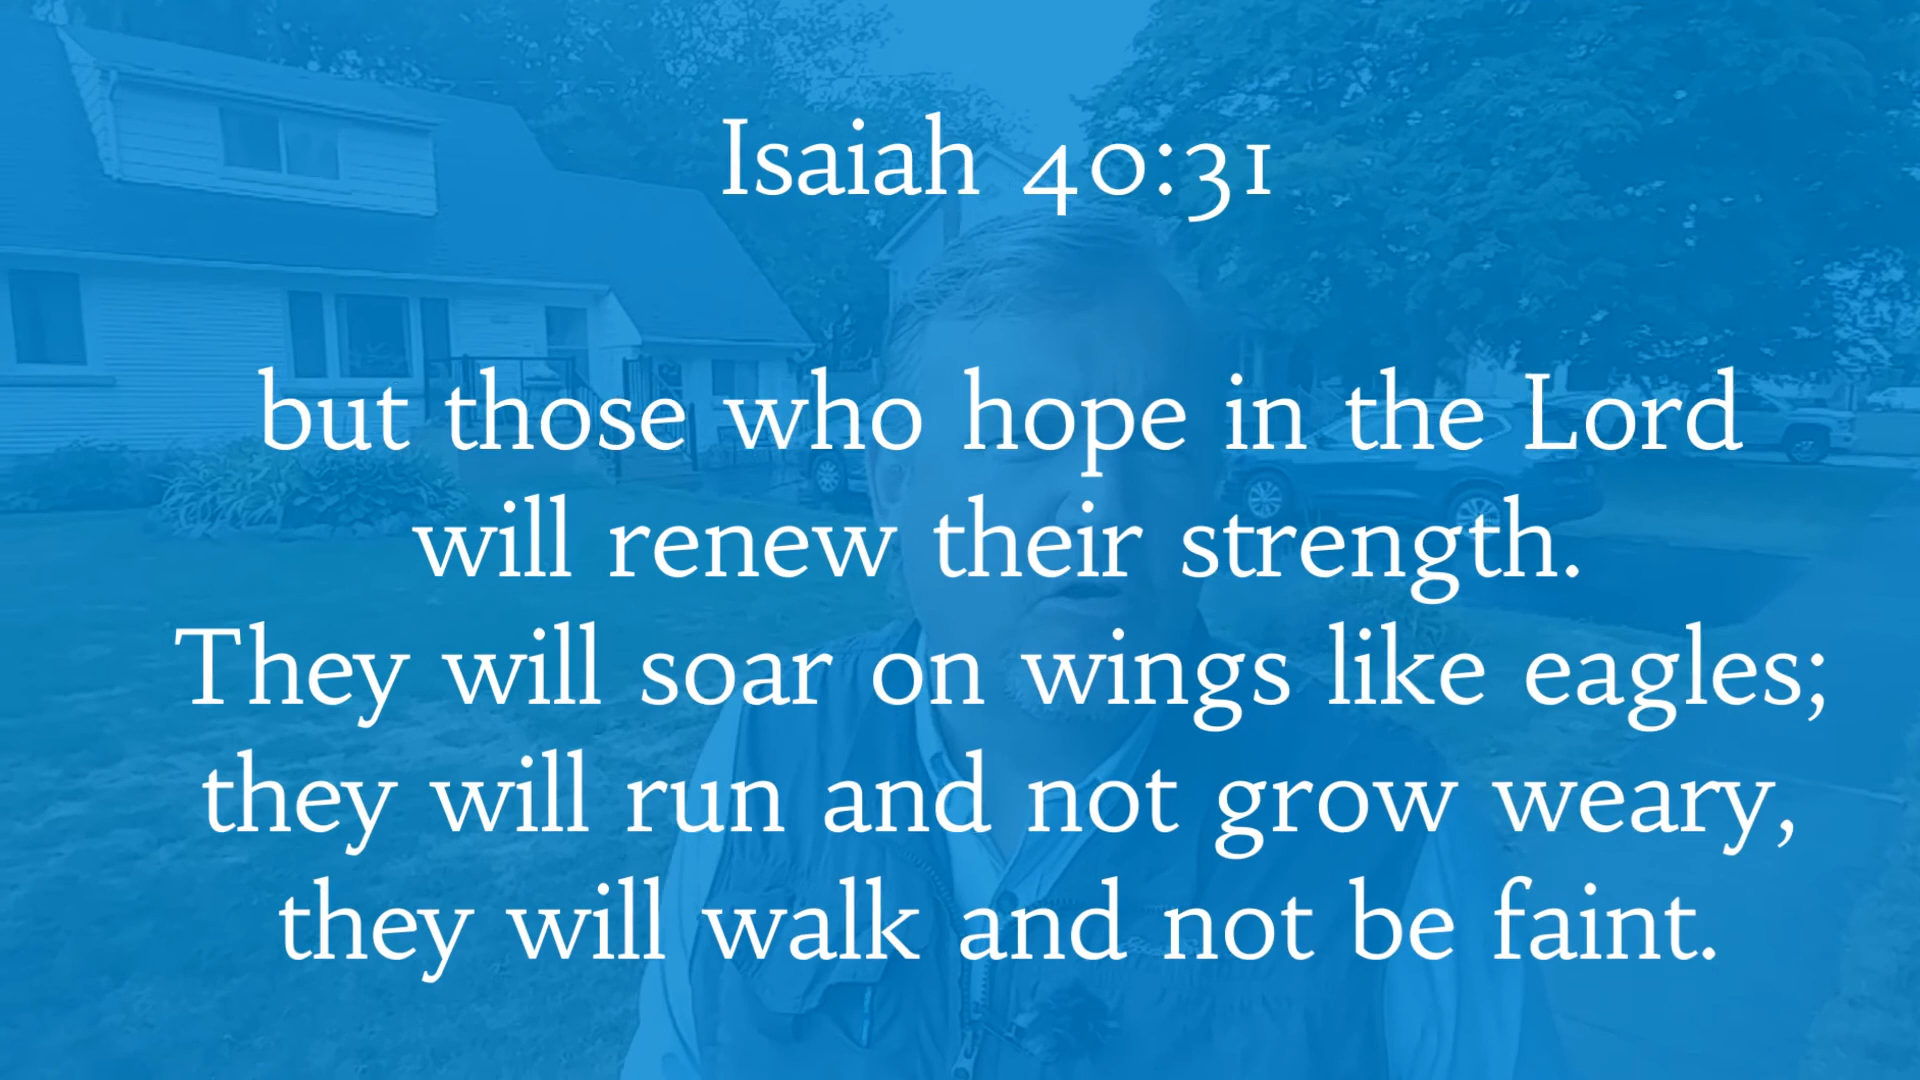 Isaiah 40:31
but those who hope in the Lord
will renew their strength.
They will soar on wings like eagles;
they will run and not grow weary,
they will walk and not be faint.